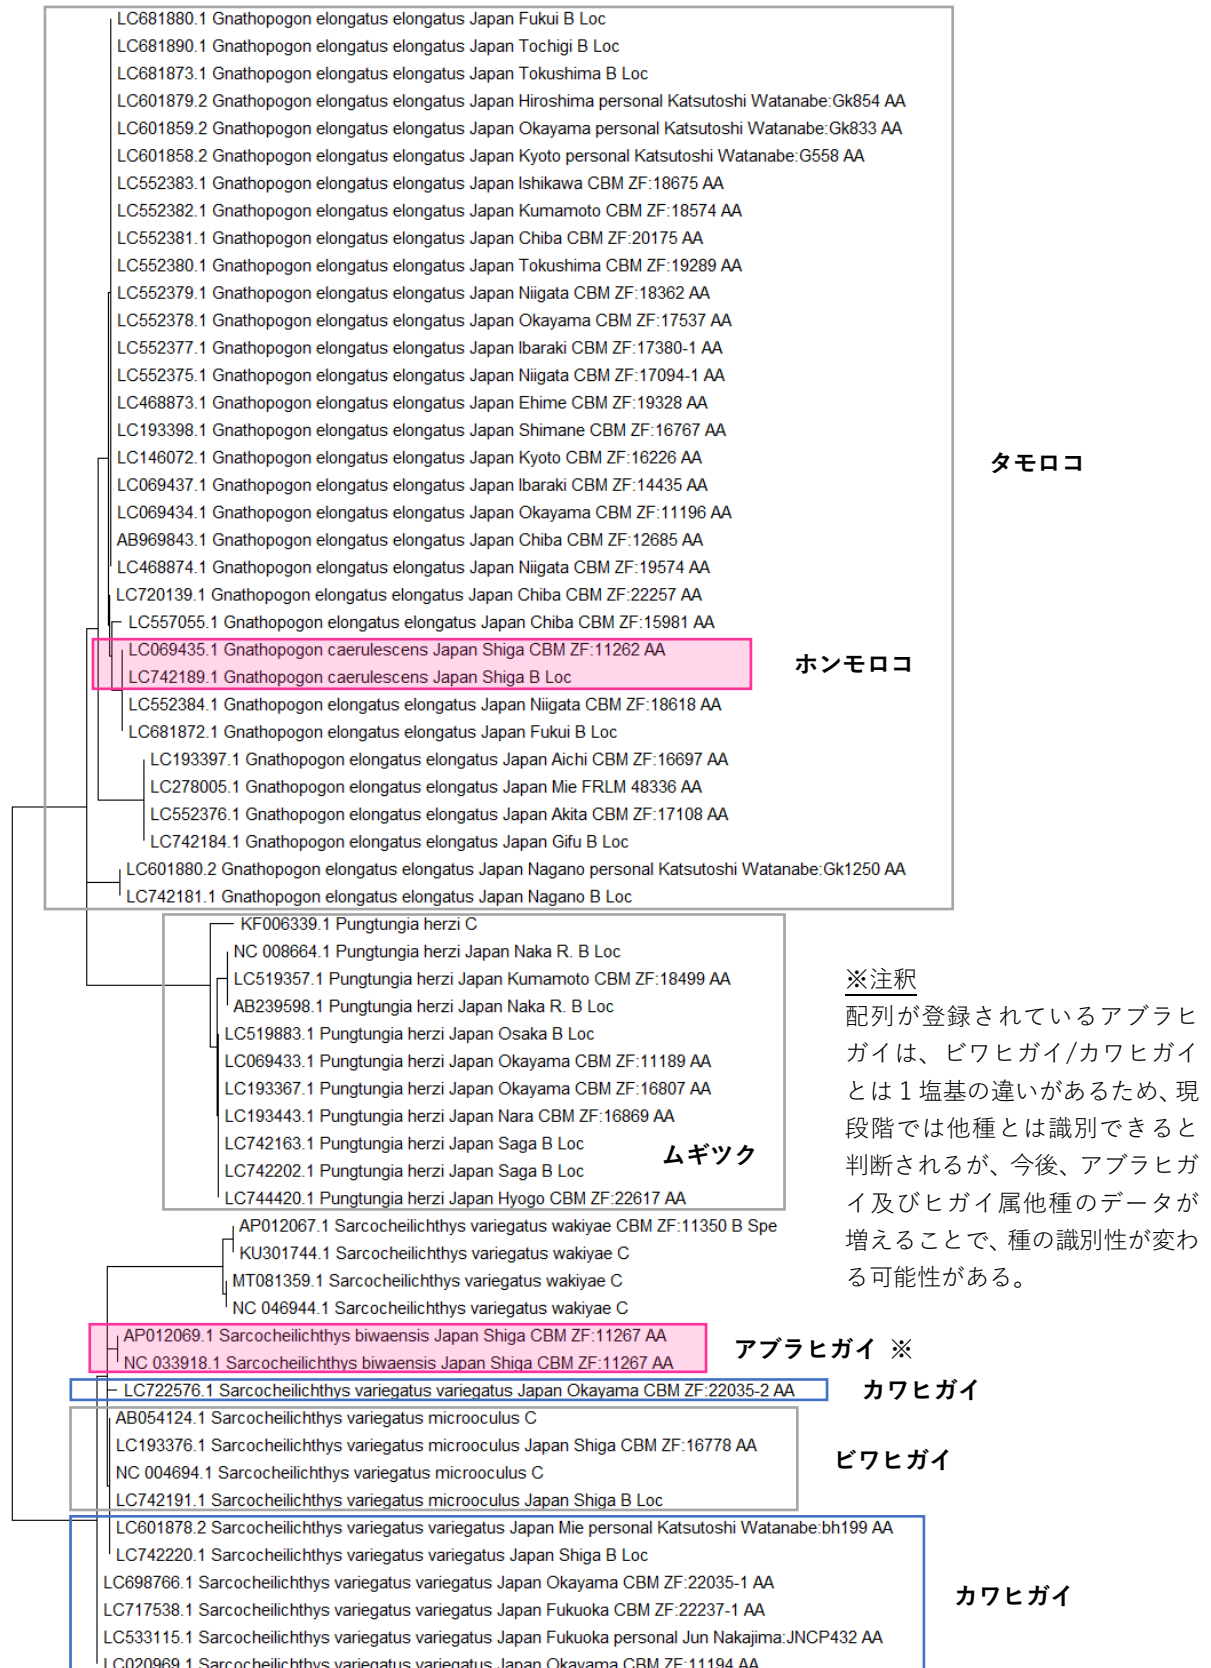 LC681880.1 Gnathopogon elongatus elongatus Japan Fukui B Loc
LC681890.1 Gnathopogon elongatus elongatus Japan Tochigi B Loc
LC681873.1 Gnathopogon elongatus elongatus Japan Tokushima B Loc
LC601879.2 Gnathopogon elongatus elongatus Japan Hiroshima personal Katsutoshi Watanabe:Gk854 AA
LC601859.2 Gnathopogon elongatus elongatus Japan Okayama personal Katsutoshi Watanabe:Gk833 AA
LC601858.2 Gnathopogon elongatus elongatus Japan Kyoto personal Katsutoshi Watanabe:G558 AA
LC552383.1 Gnathopogon elongatus elongatus Japan Ishikawa CBM ZF:18675 AA
LC552382.1 Gnathopogon elongatus elongatus Japan Kumamoto CBM ZF:18574 AA
LC552381.1 Gnathopogon elongatus elongatus Japan Chiba CBM ZF:20175 AA
LC552380.1 Gnathopogon elongatus elongatus Japan Tokushima CBM ZF:19289 AA
LC552379.1 Gnathopogon elongatus elongatus Japan Niigata CBM ZF:18362 AA
LC552378.1 Gnathopogon elongatus elongatus Japan Okayama CBM ZF:17537 AA
LC552377.1 Gnathopogon elongatus elongatus Japan Ibaraki CBM ZF:17380-1 AA
LC552375.1 Gnathopogon elongatus elongatus Japan Niigata CBM ZF:17094-1 AA
LC468873.1 Gnathopogon elongatus elongatus Japan Ehime CBM ZF:19328 AA
LC193398.1 Gnathopogon elongatus elongatus Japan Shimane CBM ZF:16767 AA
LC146072.1 Gnathopogon elongatus elongatus Japan Kyoto CBM ZF:16226 AA
タモロコ
LC069437.1 Gnathopogon elongatus elongatus Japan Ibaraki CBM ZF:14435 AA
LC069434.1 Gnathopogon elongatus elongatus Japan Okayama CBM ZF:11196 AA
AB969843.1 Gnathopogon elongatus elongatus Japan Chiba CBM ZF:12685 AA
LC468874.1 Gnathopogon elongatus elongatus Japan Niigata CBM ZF:19574 AA
LC720139.1 Gnathopogon elongatus elongatus Japan Chiba CBM ZF:22257 AA
LC557055.1 Gnathopogon elongatus elongatus Japan Chiba CBM ZF:15981 AA
LC069435.1 Gnathopogon caerulescens Japan Shiga CBM ZF:11262 AA
ホンモロコ
LC742189.1 Gnathopogon caerulescens Japan Shiga B Loc
LC552384.1 Gnathopogon elongatus elongatus Japan Niigata CBM ZF:18618 AA
LC681872.1 Gnathopogon elongatus elongatus Japan Fukui B Loc
LC193397.1 Gnathopogon elongatus elongatus Japan Aichi CBM ZF:16697 AA
LC278005.1 Gnathopogon elongatus elongatus Japan Mie FRLM 48336 AA
LC552376.1 Gnathopogon elongatus elongatus Japan Akita CBM ZF:17108 AA
LC742184.1 Gnathopogon elongatus elongatus Japan Gifu B Loc
LC601880.2 Gnathopogon elongatus elongatus Japan Nagano personal Katsutoshi Watanabe:Gk1250 AA
LC742181.1 Gnathopogon elongatus elongatus Japan Nagano B Loc
KF006339.1 Pungtungia herzi C
NC 008664.1 Pungtungia herzi Japan Naka R. B Loc
LC519357.1 Pungtungia herzi Japan Kumamoto CBM ZF:18499 AA
AB239598.1 Pungtungia herzi Japan Naka R. B Loc
LC519883.1 Pungtungia herzi Japan Osaka B Loc
LC069433.1 Pungtungia herzi Japan Okayama CBM ZF:11189 AA
LC193367.1 Pungtungia herzi Japan Okayama CBM ZF:16807 AA
LC193443.1 Pungtungia herzi Japan Nara CBM ZF:16869 AA
LC742163.1 Pungtungia herzi Japan Saga B Loc
ムギツク
LC742202.1 Pungtungia herzi Japan Saga B Loc
LC744420.1 Pungtungia herzi Japan Hyogo CBM ZF:22617 AA
※注釈
配列が登録されているアブラヒ
ガイは、ビワヒガイ/カワヒガイ
とは1塩基の違いがあるため、現
段階では他種とは識別できると
判断されるが、今後、アブラヒガ
イ及びヒガイ属他種のデータが
増えることで、種の識別性が変わ
る可能性がある。
AP012067.1 Sarcocheilichthys variegatus wakiyae CBM ZF:11350 B Spe
KU301744.1 Sarcocheilichthys variegatus wakiyae C
MT081359.1 Sarcocheilichthys variegatus wakiyae C
NC 046944.1 Sarcocheilichthys variegatus wakiyae C
AP012069.1 Sarcocheilichthys biwaensis Japan Shiga CBM ZF:11267 AA
アブラヒガイ ※
NC 033918.1 Sarcocheilichthys biwaensis Japan Shiga CBM ZF:11267 AA
LC722576.1 Sarcocheilichthys variegatus variegatus Japan Okayama CBM ZF:22035-2 AA
カワヒガイ
AB054124.1 Sarcocheilichthys variegatus microoculus C
LC193376.1 Sarcocheilichthys variegatus microoculus Japan Shiga CBM ZF:16778 AA
ビワヒガイ
NC 004694.1 Sarcocheilichthys variegatus microoculus C
LC742191.1 Sarcocheilichthys variegatus microoculus Japan Shiga B Loc
LC601878.2 Sarcocheilichthys variegatus variegatus Japan Mie personal Katsutoshi Watanabe:bh199 AA
LC742220.1 Sarcocheilichthys variegatus variegatus Japan Shiga B Loc
LC698766.1 Sarcocheilichthys variegatus variegatus Japan Okayama CBM ZF:22035-1 AA
カワヒガイ
LC717538.1 Sarcocheilichthys variegatus variegatus Japan Fukuoka CBM ZF:22237-1 AA
LC533115.1 Sarcocheilichthys variegatus variegatus Japan Fukuoka personal Jun Nakajima:JNCP432 AA
LC020969.1 Sarcocheilichthys variegatus variegatus Japan Okayama CBM ZF:11194 AA